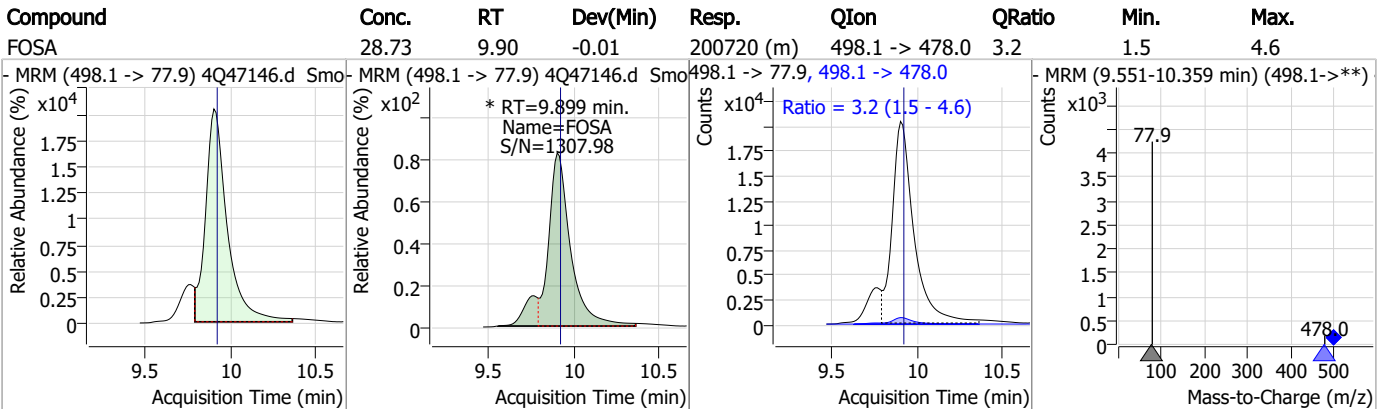 Compound Conc. RT Dev(Min) Resp. QIon QRatio Min. Max.
FOSA 28.73 9.90 -0.01 200720 (m) 498.1 -> 478.0 3.2 1.5 4.6
- MRM (498.1 -> 77.9) 4Q47146.d Smo
Relative Abundance (%)
x10⁴
1.75
1.5
1.25
1
0.75
0.5
0.25
0
9.5 10 10.5
Acquisition Time (min)
- MRM (498.1 -> 77.9) 4Q47146.d Smo
Relative Abundance (%)
x10²
* RT=9.899 min.
Name=FOSA
S/N=1307.98
0.8
0.6
0.4
0.2
0
9.5 10 10.5
Acquisition Time (min)
498.1 -> 77.9, 498.1 -> 478.0
Counts
x10⁴
Ratio = 3.2 (1.5 - 4.6)
1.75
1.5
1.25
1
0.75
0.5
0.25
0
9.5 10 10.5
Acquisition Time (min)
- MRM (9.551-10.359 min) (498.1->**)
Counts
x10³
77.9
4
3.5
3
2.5
2
1.5
1
0.5
0
478.0
100 200 300 400 500
Mass-to-Charge (m/z)